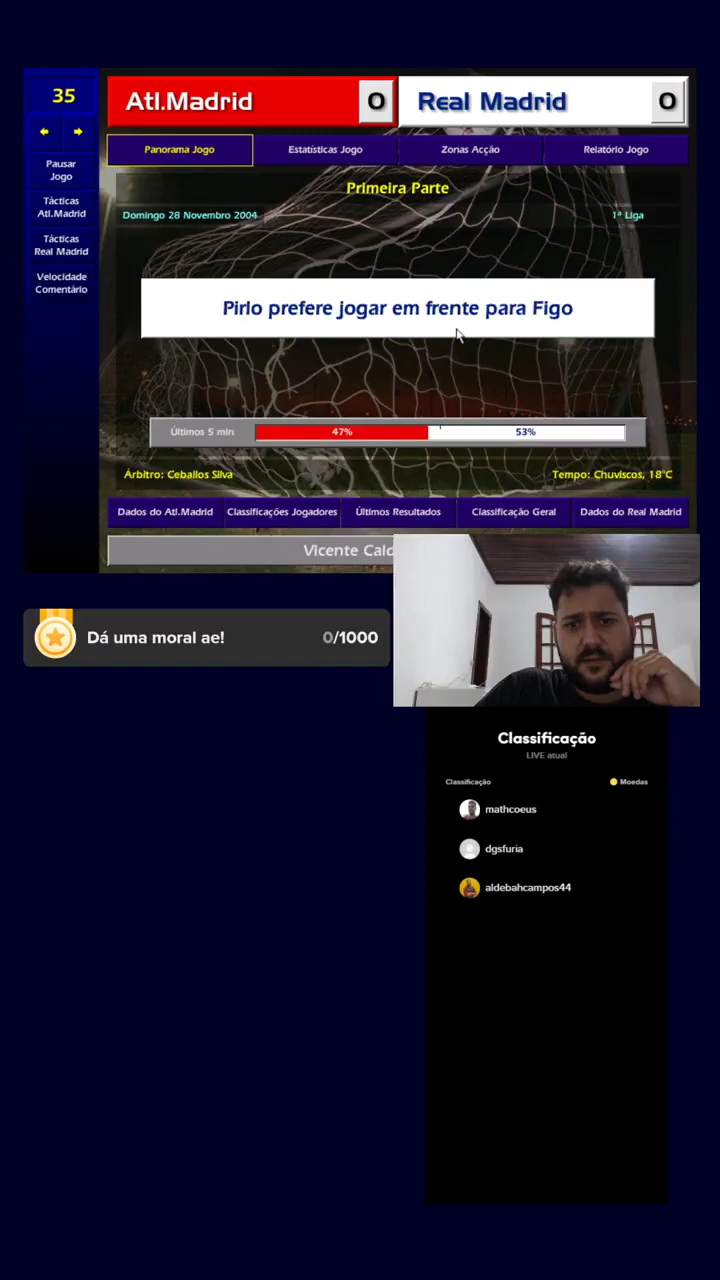 35
Atl.Madrid 0 Real Madrid 0
Panorama Jogo Estatísticas Jogo Zonas Acção Relatório Jogo
Pausar
Jogo
Tácticas
Atl.Madrid
Tácticas
Real Madrid
Velocidade
Comentário
Primeira Parte
Domingo 28 Novembro 2004 1ª Liga
Pirlo prefere jogar em frente para Figo
Últimos 5 min 47% 53%
Árbitro: Ceballos Silva Tempo: Chuviscos, 18°C
Dados do Atl.Madrid Classificações Jogadores Últimos Resultados Classificação Geral Dados do Real Madrid
Vicente Calc
Dá uma moral ae! 0/1000
Classificação
LIVE atual
Classificação Moedas
mathcoeus
dgsfuria
aldebahcampos44